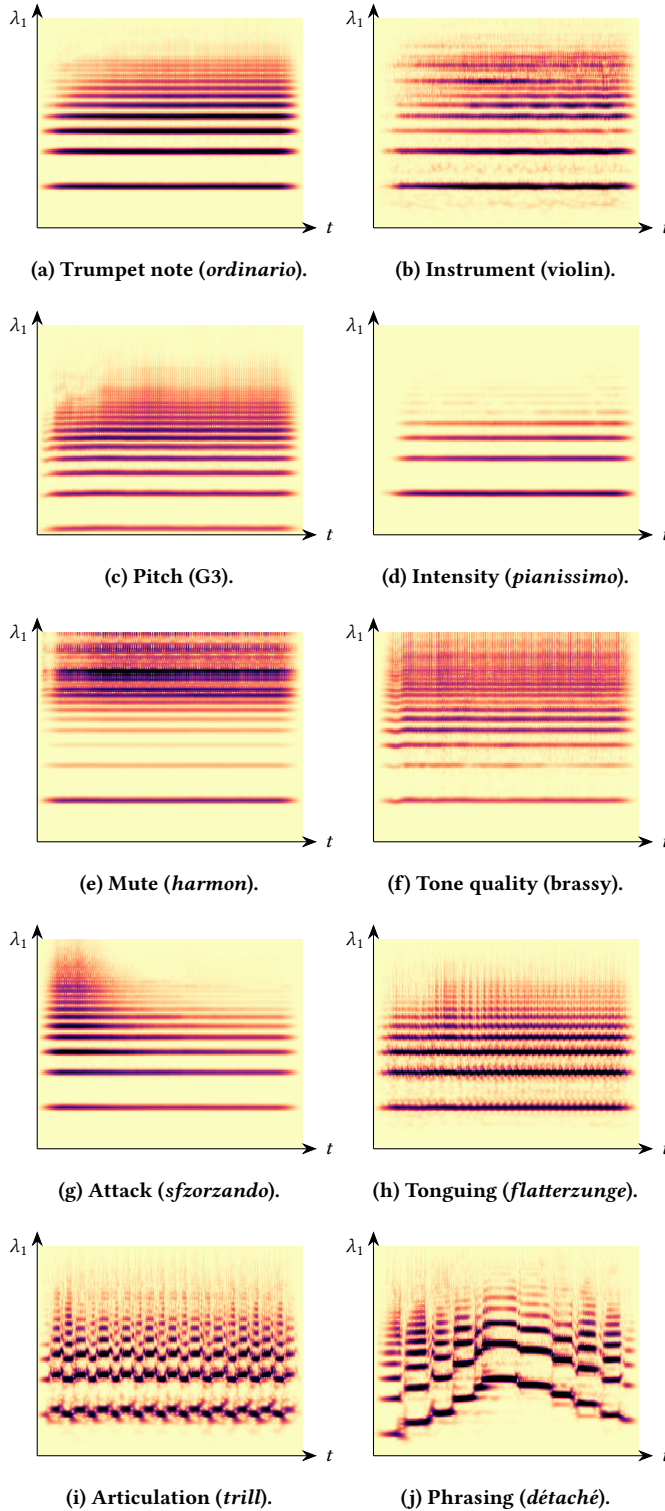 λ1 λ1
t t
(a) Trumpet note (ordinario). (b) Instrument (violin).
λ1 λ1
t t
(c) Pitch (G3). (d) Intensity (pianissimo).
λ1 λ1
t t
(e) Mute (harmon). (f) Tone quality (brassy).
λ1 λ1
t t
(g) Attack (sfzorzando). (h) Tonguing (flatterzunge).
λ1 λ1
t t
(i) Articulation (trill). (j) Phrasing (détaché).